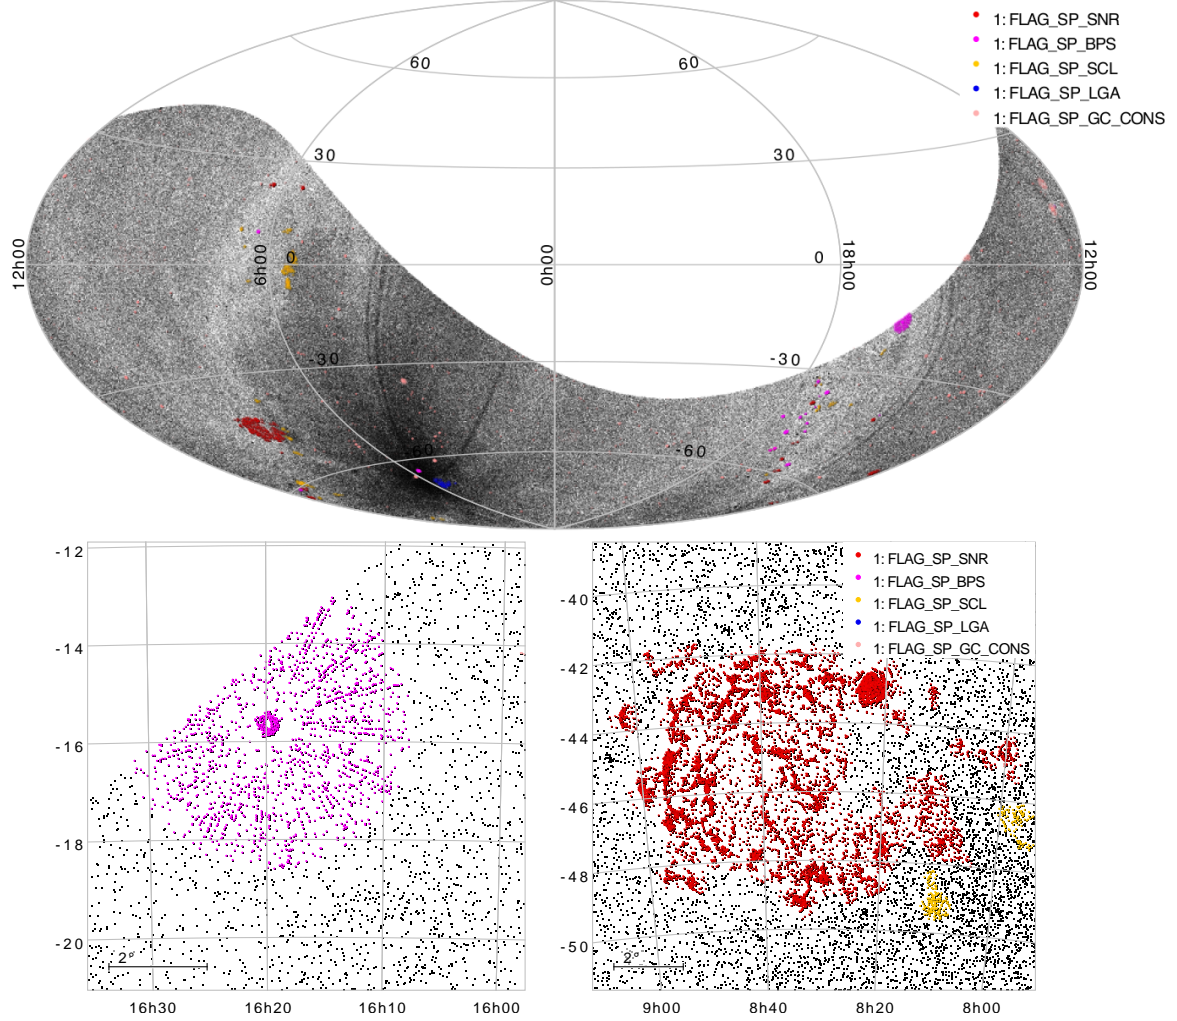 1: FLAG_SP_SNR
1: FLAG_SP_BPS
1: FLAG_SP_SCL
1: FLAG_SP_LGA
1: FLAG_SP_GC_CONS
60 60
30 30
12h00 6h00 0 0h00 0 18h00 12h00
-30 -30
-60 -60
-12
-14
-16
-18
-20
2°
16h30 16h20 16h10 16h00
1: FLAG_SP_SNR
1: FLAG_SP_BPS
1: FLAG_SP_SCL
1: FLAG_SP_LGA
1: FLAG_SP_GC_CONS
-40
-42
-44
-46
-48
-50
2°
9h00 8h40 8h20 8h00